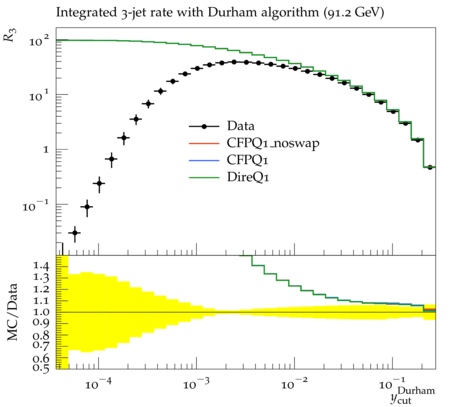 Integrated 3-jet rate with Durham algorithm (91.2 GeV)
R3
10^2
10^1
1
10^−1
Data
CFPQ1_noswap
CFPQ1
DireQ1
MC/Data
1.4
1.3
1.2
1.1
1.0
0.9
0.8
0.7
0.6
0.5
10^−4
10^−3
10^−2
10^−1
y_cut^Durham